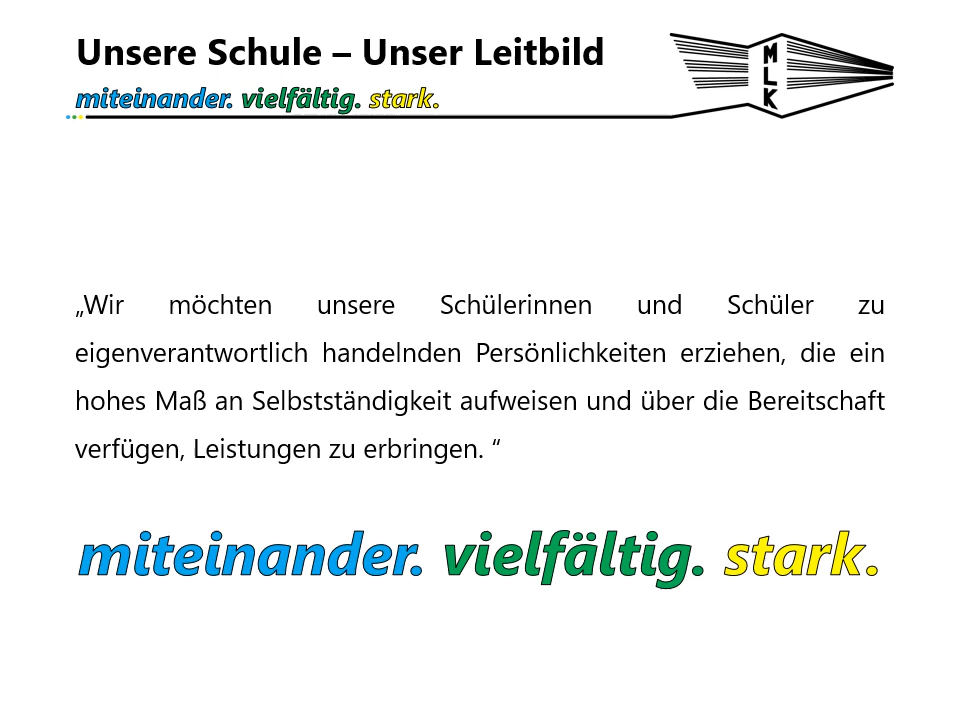 Unsere Schule – Unser Leitbild
miteinander. vielfältig. stark.
MLK
„Wir möchten unsere Schülerinnen und Schüler zu
eigenverantwortlich handelnden Persönlichkeiten erziehen, die ein
hohes Maß an Selbstständigkeit aufweisen und über die Bereitschaft
verfügen, Leistungen zu erbringen. “
miteinander. vielfältig. stark.